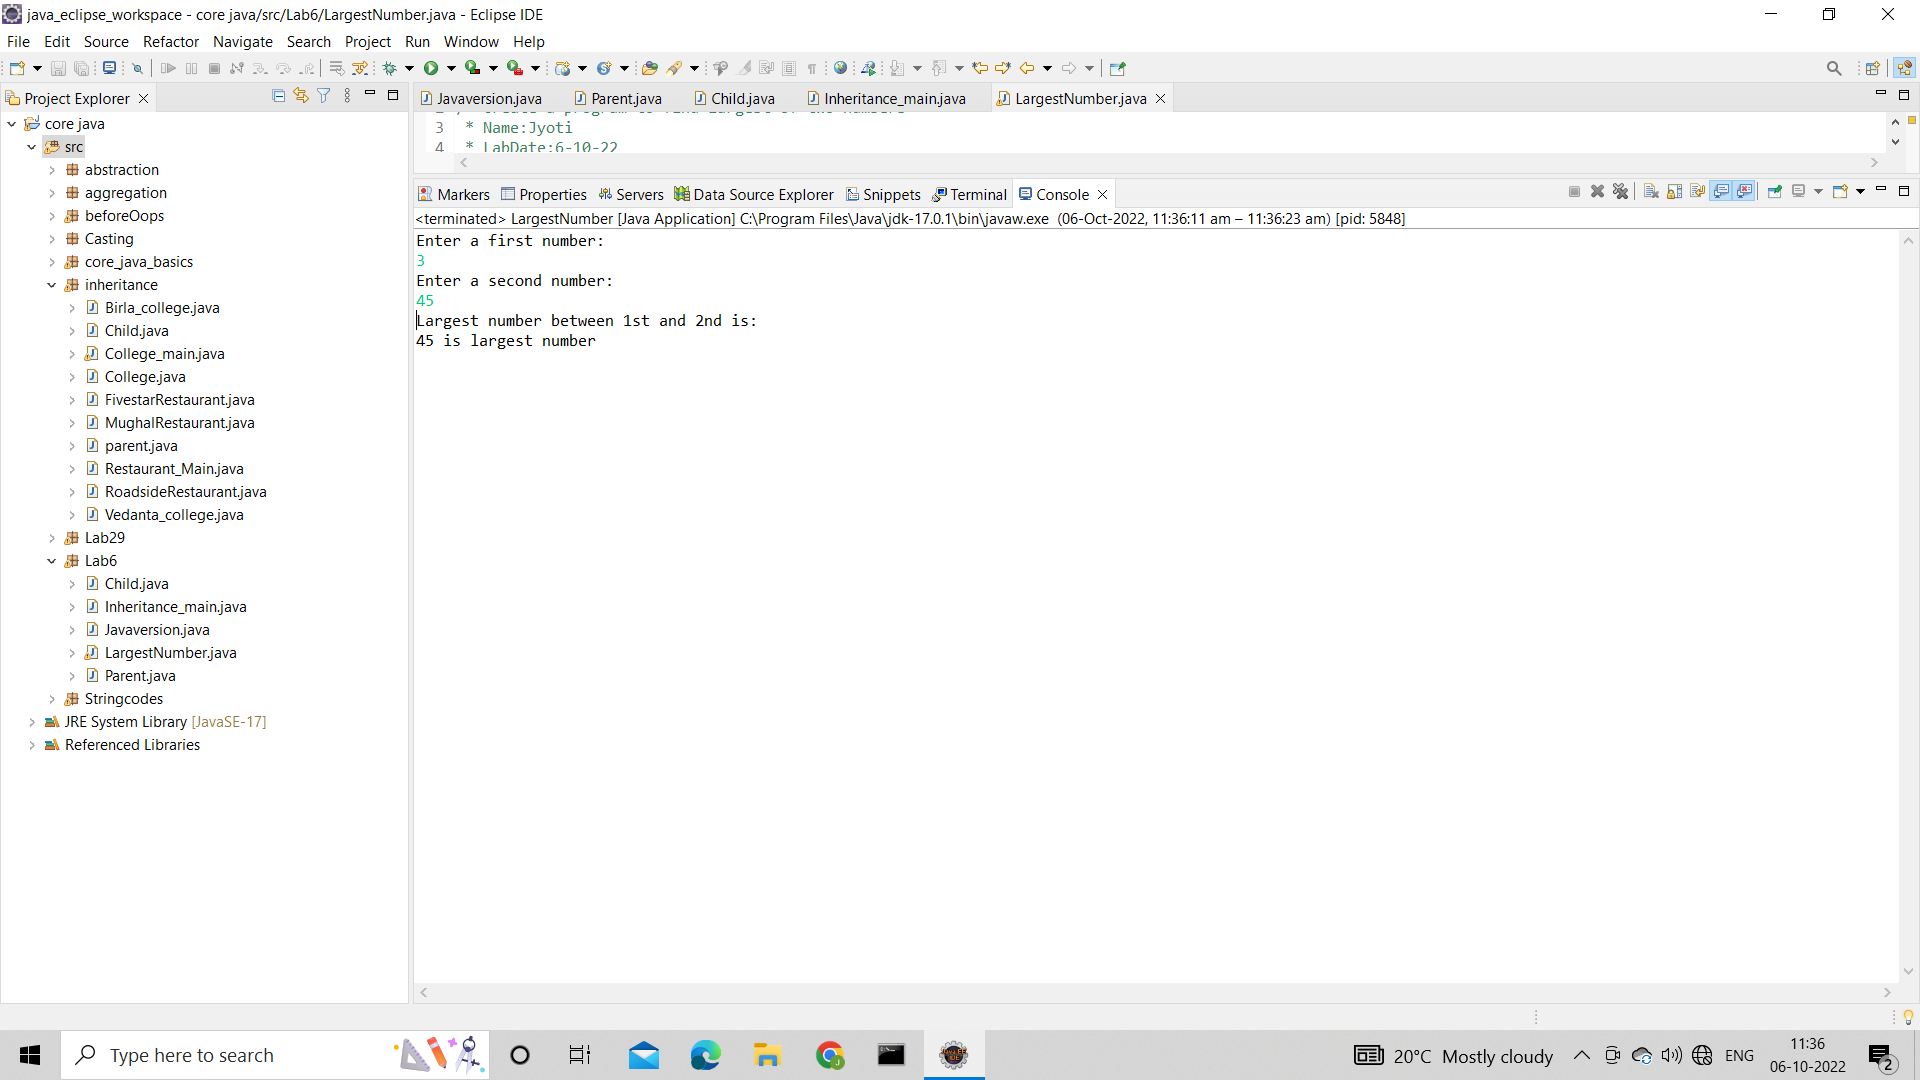 java_eclipse_workspace - core java/src/Lab6/LargestNumber.java - Eclipse IDE
File Edit Source Refactor Navigate Search Project Run Window Help
Project Explorer
core java
src
abstraction
aggregation
beforeOops
Casting
core_java_basics
inheritance
Birla_college.java
Child.java
College_main.java
College.java
FivestarRestaurant.java
MughalRestaurant.java
parent.java
Restaurant_Main.java
RoadsideRestaurant.java
Vedanta_college.java
Lab29
Lab6
Child.java
Inheritance_main.java
Javaversion.java
LargestNumber.java
Parent.java
Stringcodes
JRE System Library [JavaSE-17]
Referenced Libraries
Javaversion.java Parent.java Child.java Inheritance_main.java LargestNumber.java
3 * Name:Jyoti
4 * LabDate:6-10-22
Markers Properties Servers Data Source Explorer Snippets Terminal Console
<terminated> LargestNumber [Java Application] C:\Program Files\Java\jdk-17.0.1\bin\javaw.exe (06-Oct-2022, 11:36:11 am – 11:36:23 am) [pid: 5848]
Enter a first number:
3
Enter a second number:
45
Largest number between 1st and 2nd is:
45 is largest number
Type here to search
20°C Mostly cloudy
ENG
11:36
06-10-2022
2